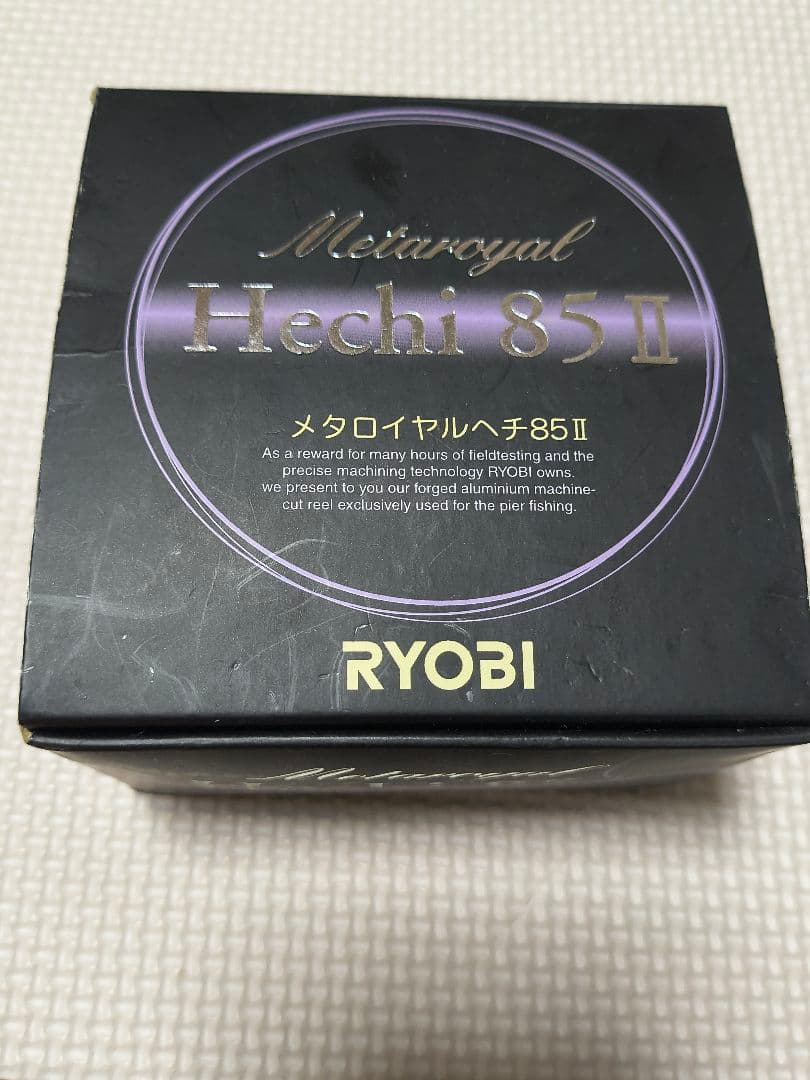 Metaroyal
Hechi 85 II
メタロイヤルヘチ85II
As a reward for many hours of fieldtesting and the
precise machining technology RYOBI owns.
we present to you our forged aluminium machine-
cut reel exclusively used for the pier fishing.
RYOBI
Metaroyal